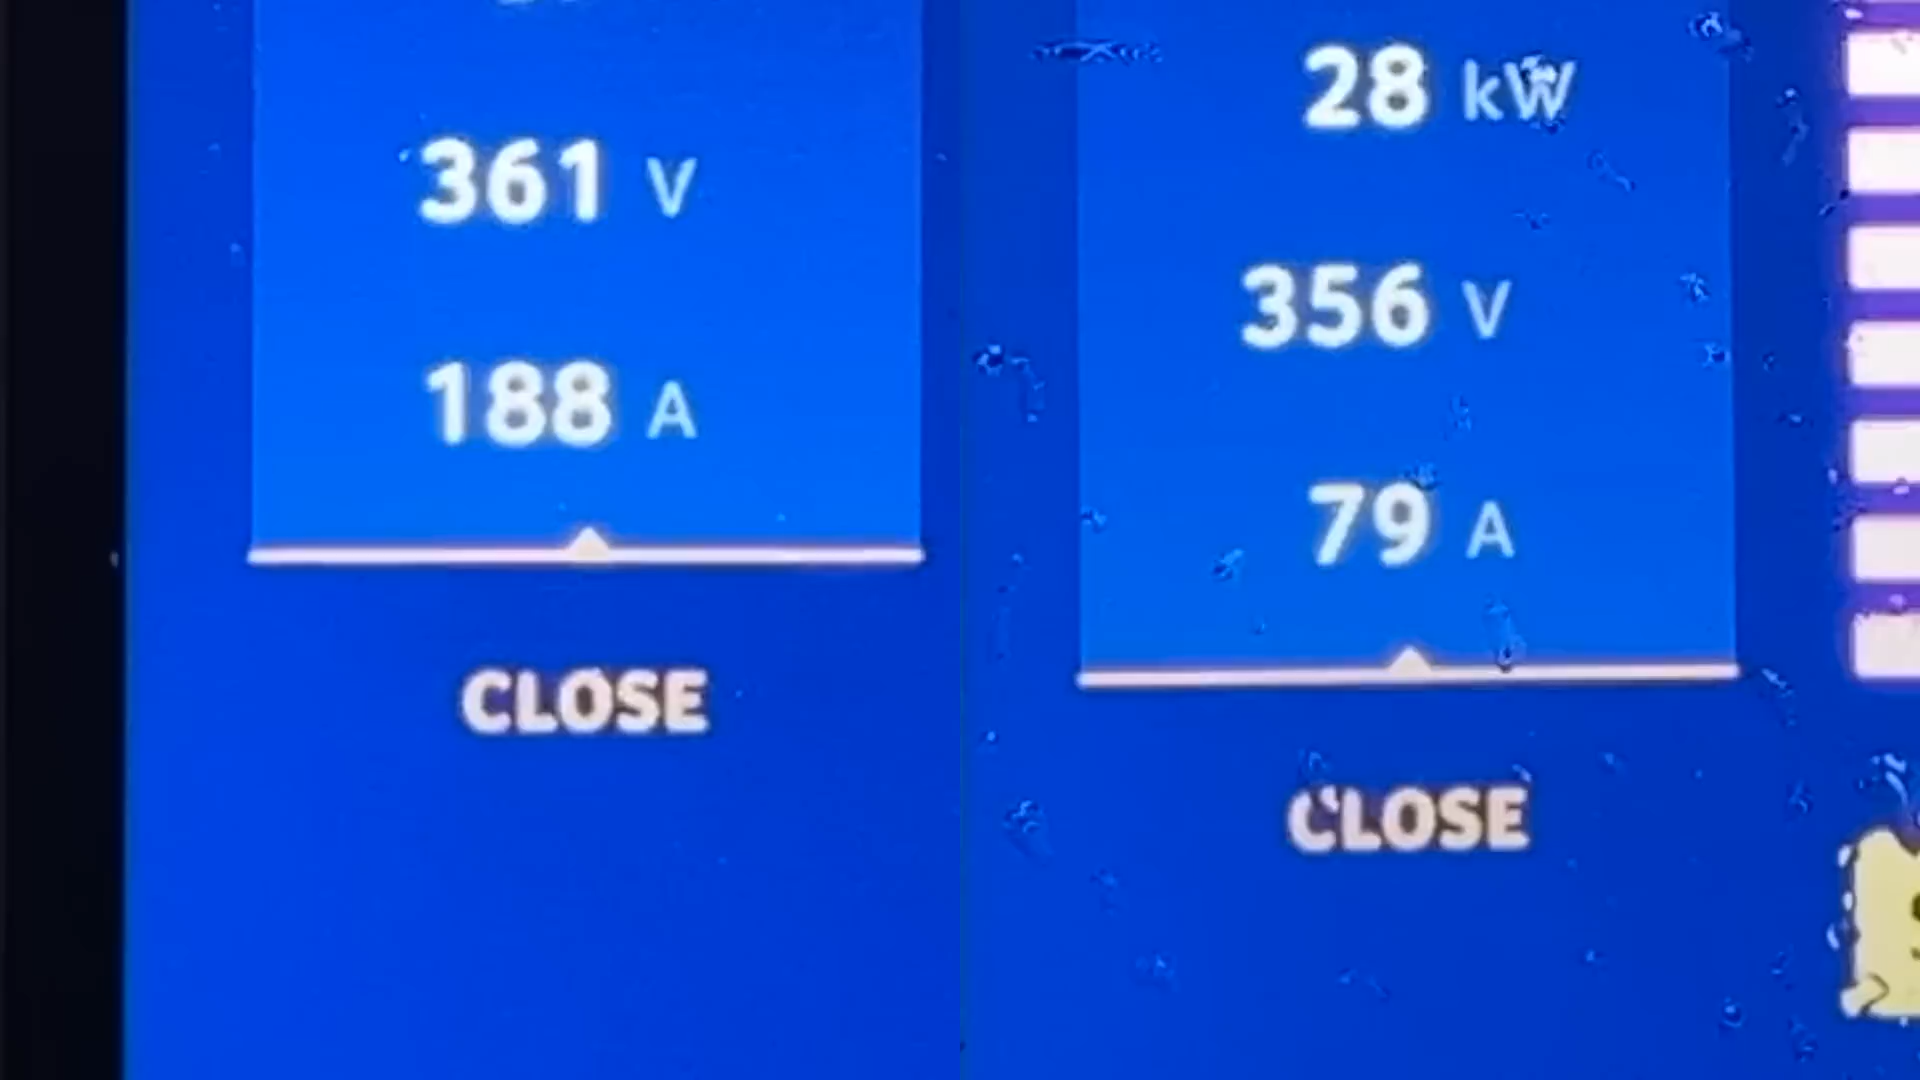 361 V
188 A
CLOSE
28 kW
356 V
79 A
CLOSE